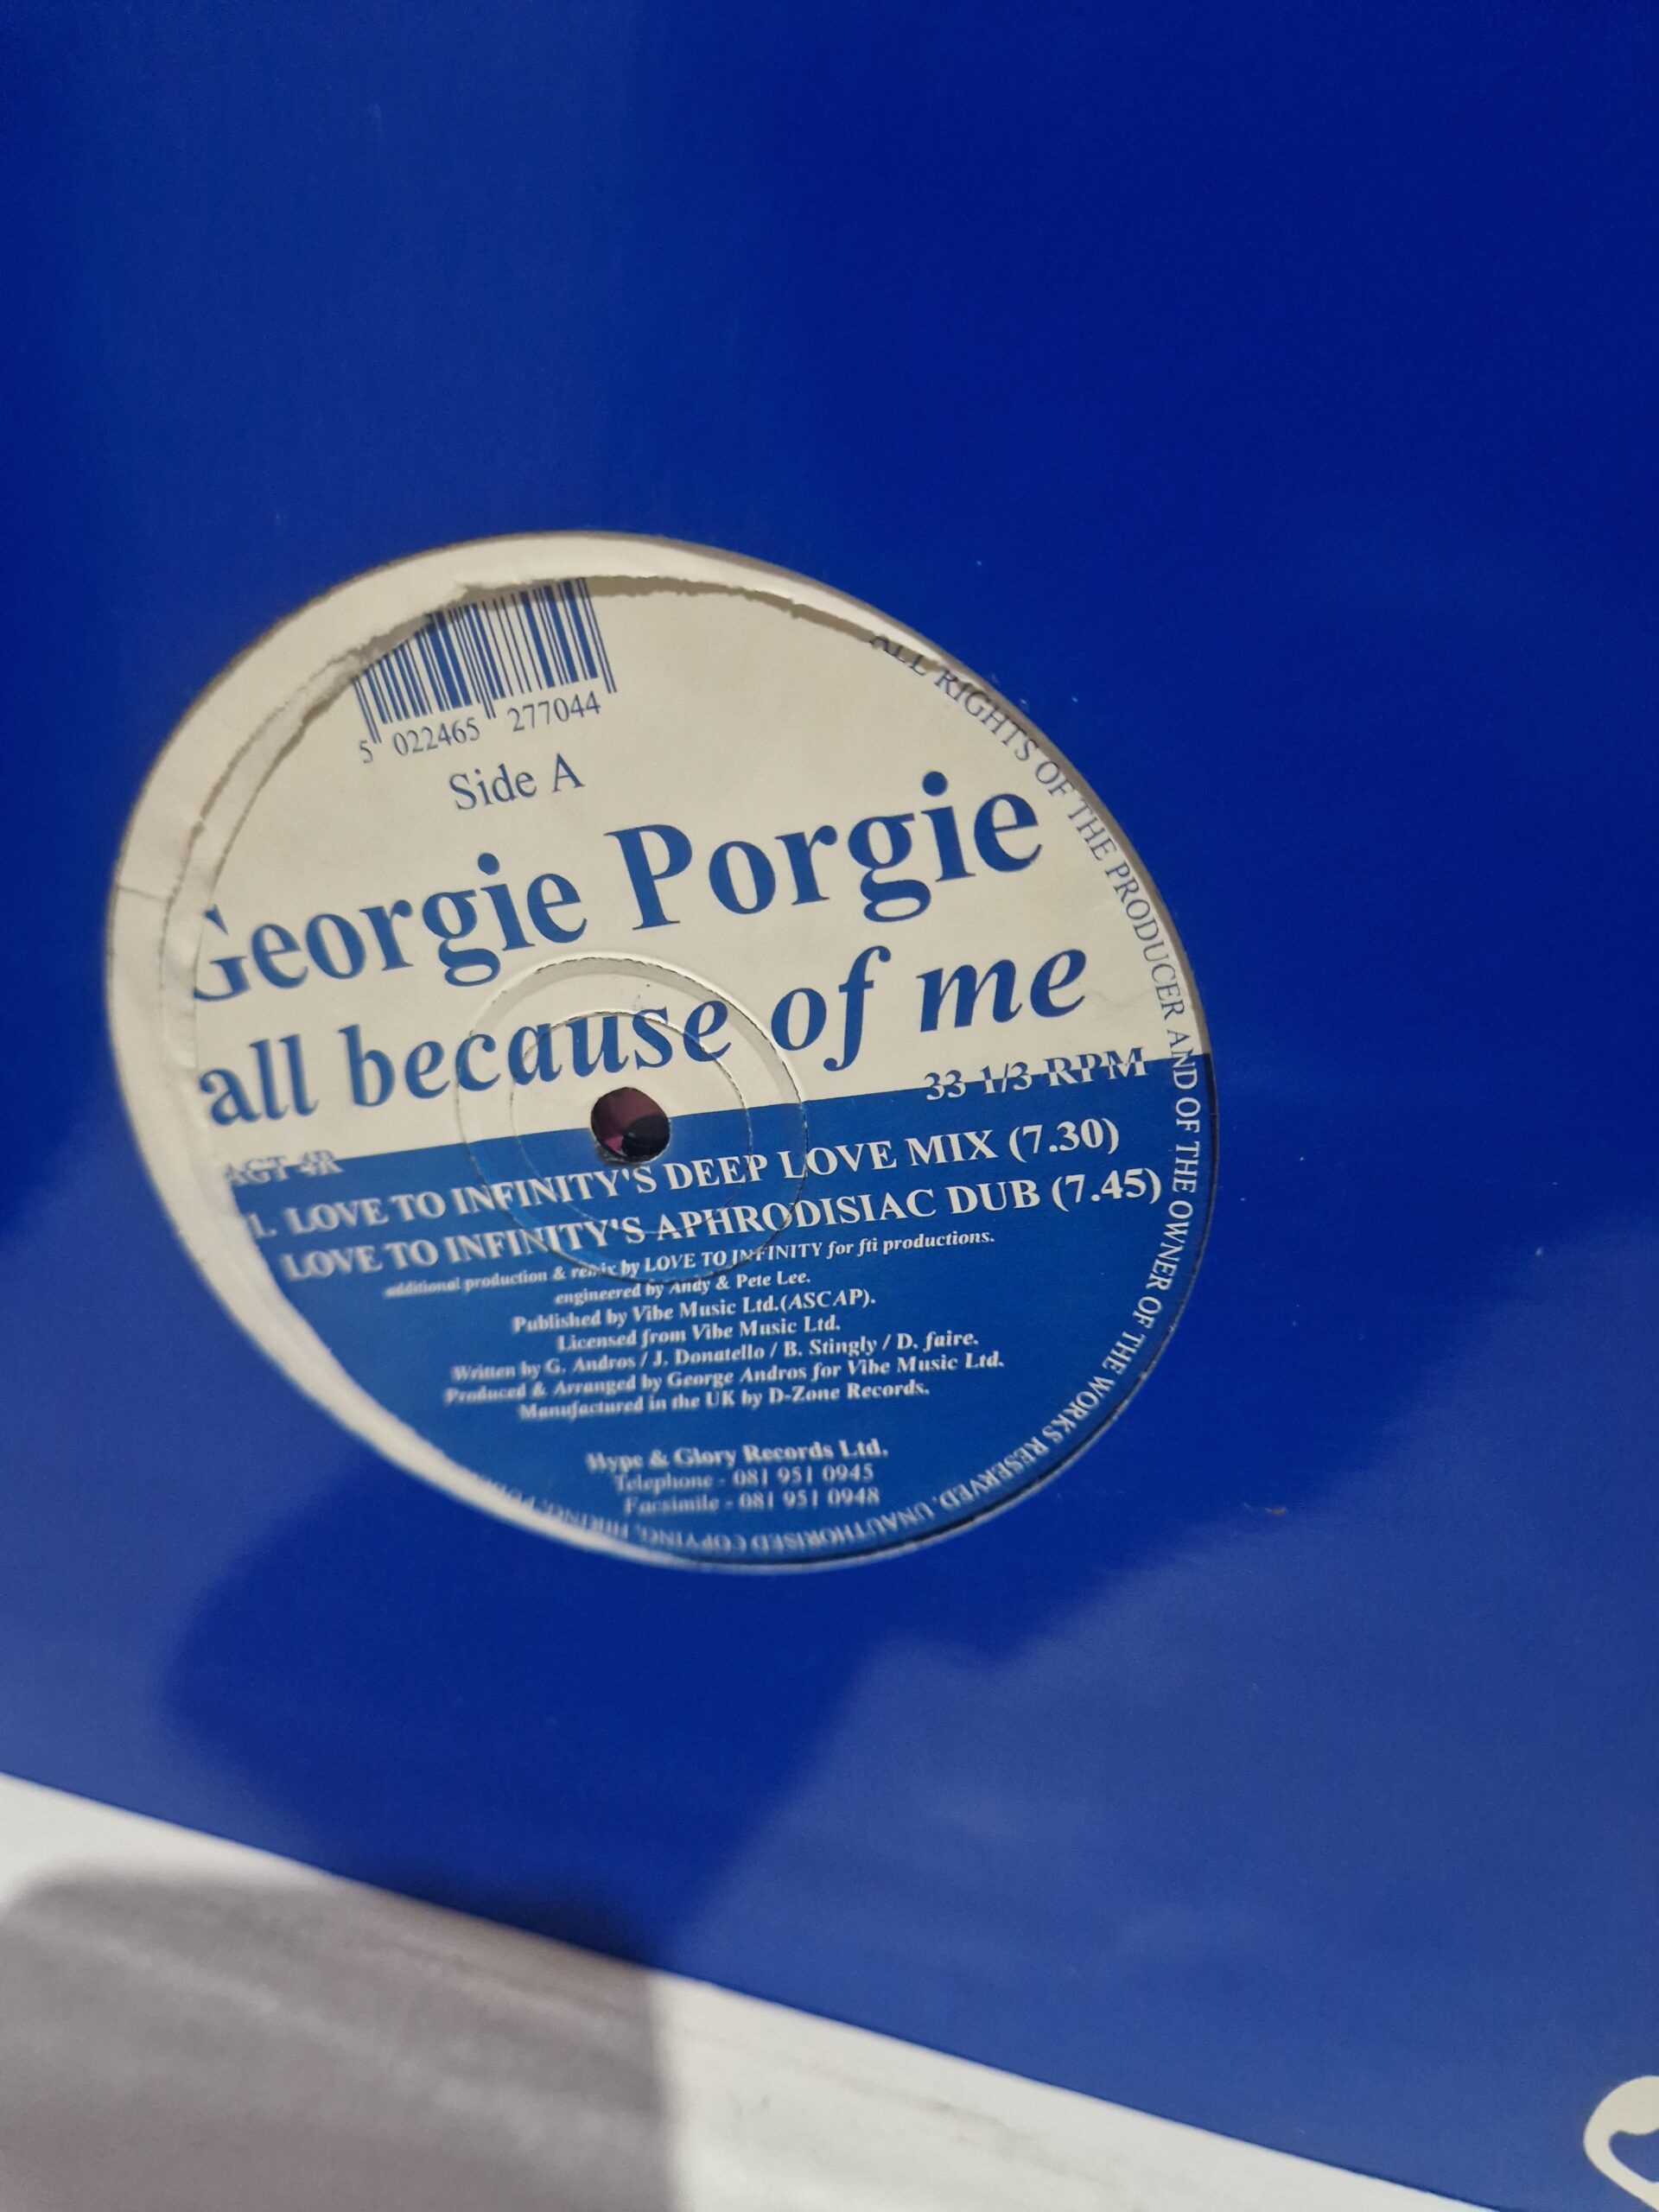 5 022465 277044
Side A
Georgie Porgie
all because of me
33 1/3 RPM
AGT 4R
1. LOVE TO INFINITY'S DEEP LOVE MIX (7.30)
LOVE TO INFINITY'S APHRODISIAC DUB (7.45)
additional production & remix by LOVE TO INFINITY for fti productions.
engineered by Andy & Pete Lee.
Published by Vibe Music Ltd.(ASCAP).
Licensed from Vibe Music Ltd.
Written by G. Andros / J. Donatello / B. Stingly / D. faire.
Produced & Arranged by George Andros for Vibe Music Ltd.
Manufactured in the UK by D-Zone Records.
Hype & Glory Records Ltd.
Telephone - 081 951 0945
Facsimile - 081 951 0948
ALL RIGHTS OF THE PRODUCER AND OF THE OWNER OF THE WORKS RESERVED. UNAUTHORISED COPYING, HIRING,